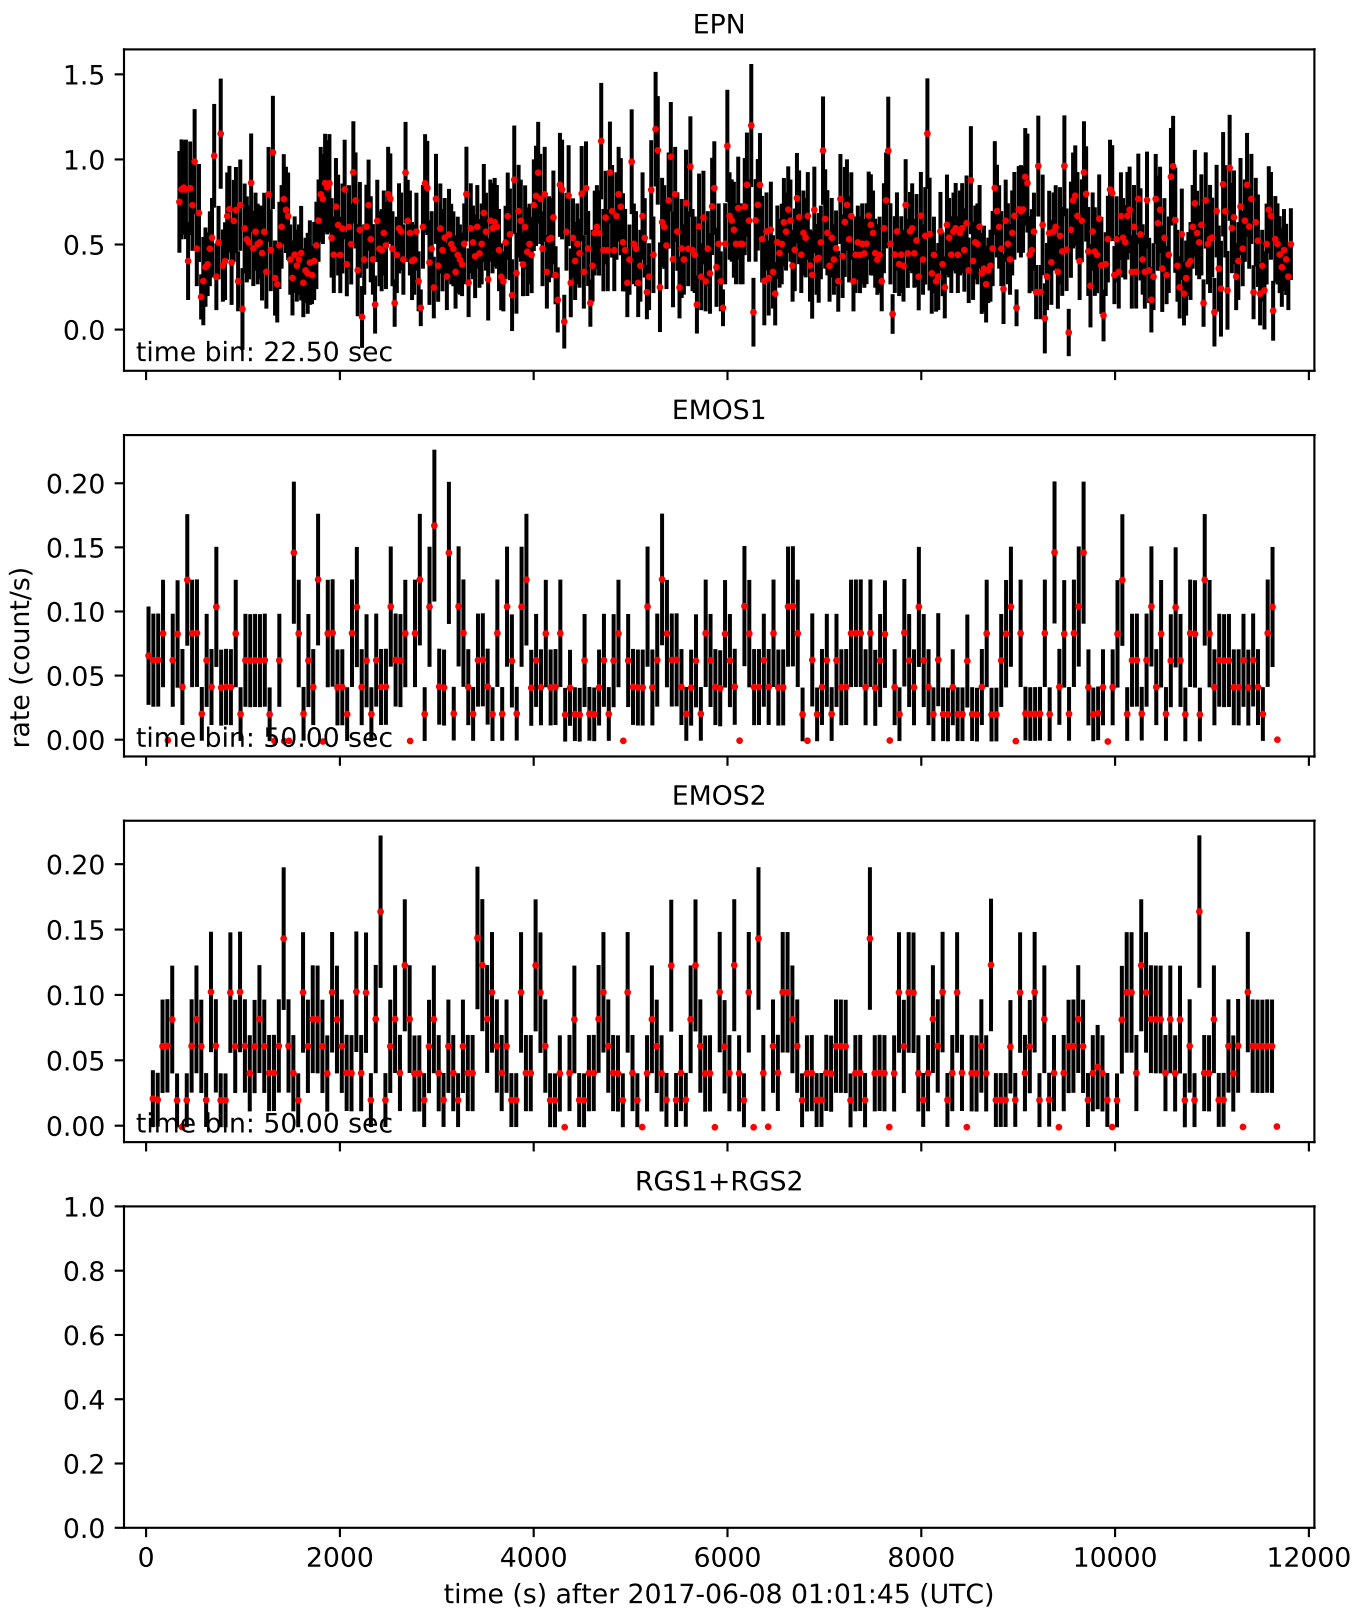 EPN
1.5
1.0
0.5
0.0
time bin: 22.50 sec
EMOS1
0.20
0.15
0.10
0.05
0.00
time bin: 50.00 sec
rate (count/s)
EMOS2
0.20
0.15
0.10
0.05
0.00
time bin: 50.00 sec
RGS1+RGS2
1.0
0.8
0.6
0.4
0.2
0.0
0 2000 4000 6000 8000 10000 12000
time (s) after 2017-06-08 01:01:45 (UTC)